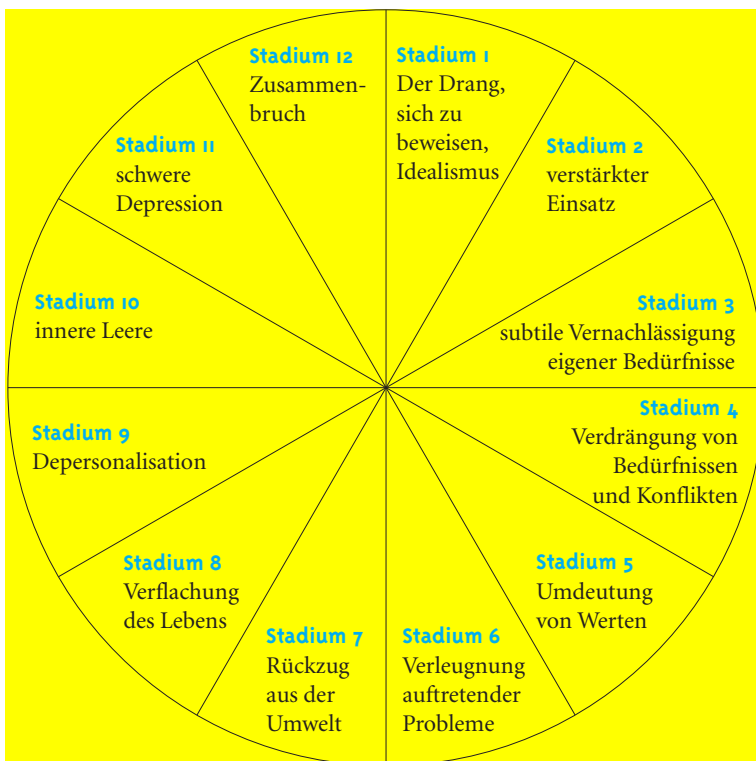 Stadium 1
Der Drang,
sich zu
beweisen,
Idealismus
Stadium 2
verstärkter
Einsatz
Stadium 3
subtile Vernachlässigung
eigener Bedürfnisse
Stadium 4
Verdrängung von
Bedürfnissen
und Konflikten
Stadium 5
Umdeutung
von Werten
Stadium 6
Verleugnung
auftretender
Probleme
Stadium 7
Rückzug
aus der
Umwelt
Stadium 8
Verflachung
des Lebens
Stadium 9
Depersonalisation
Stadium 10
innere Leere
Stadium 11
schwere
Depression
Stadium 12
Zusammen-
bruch